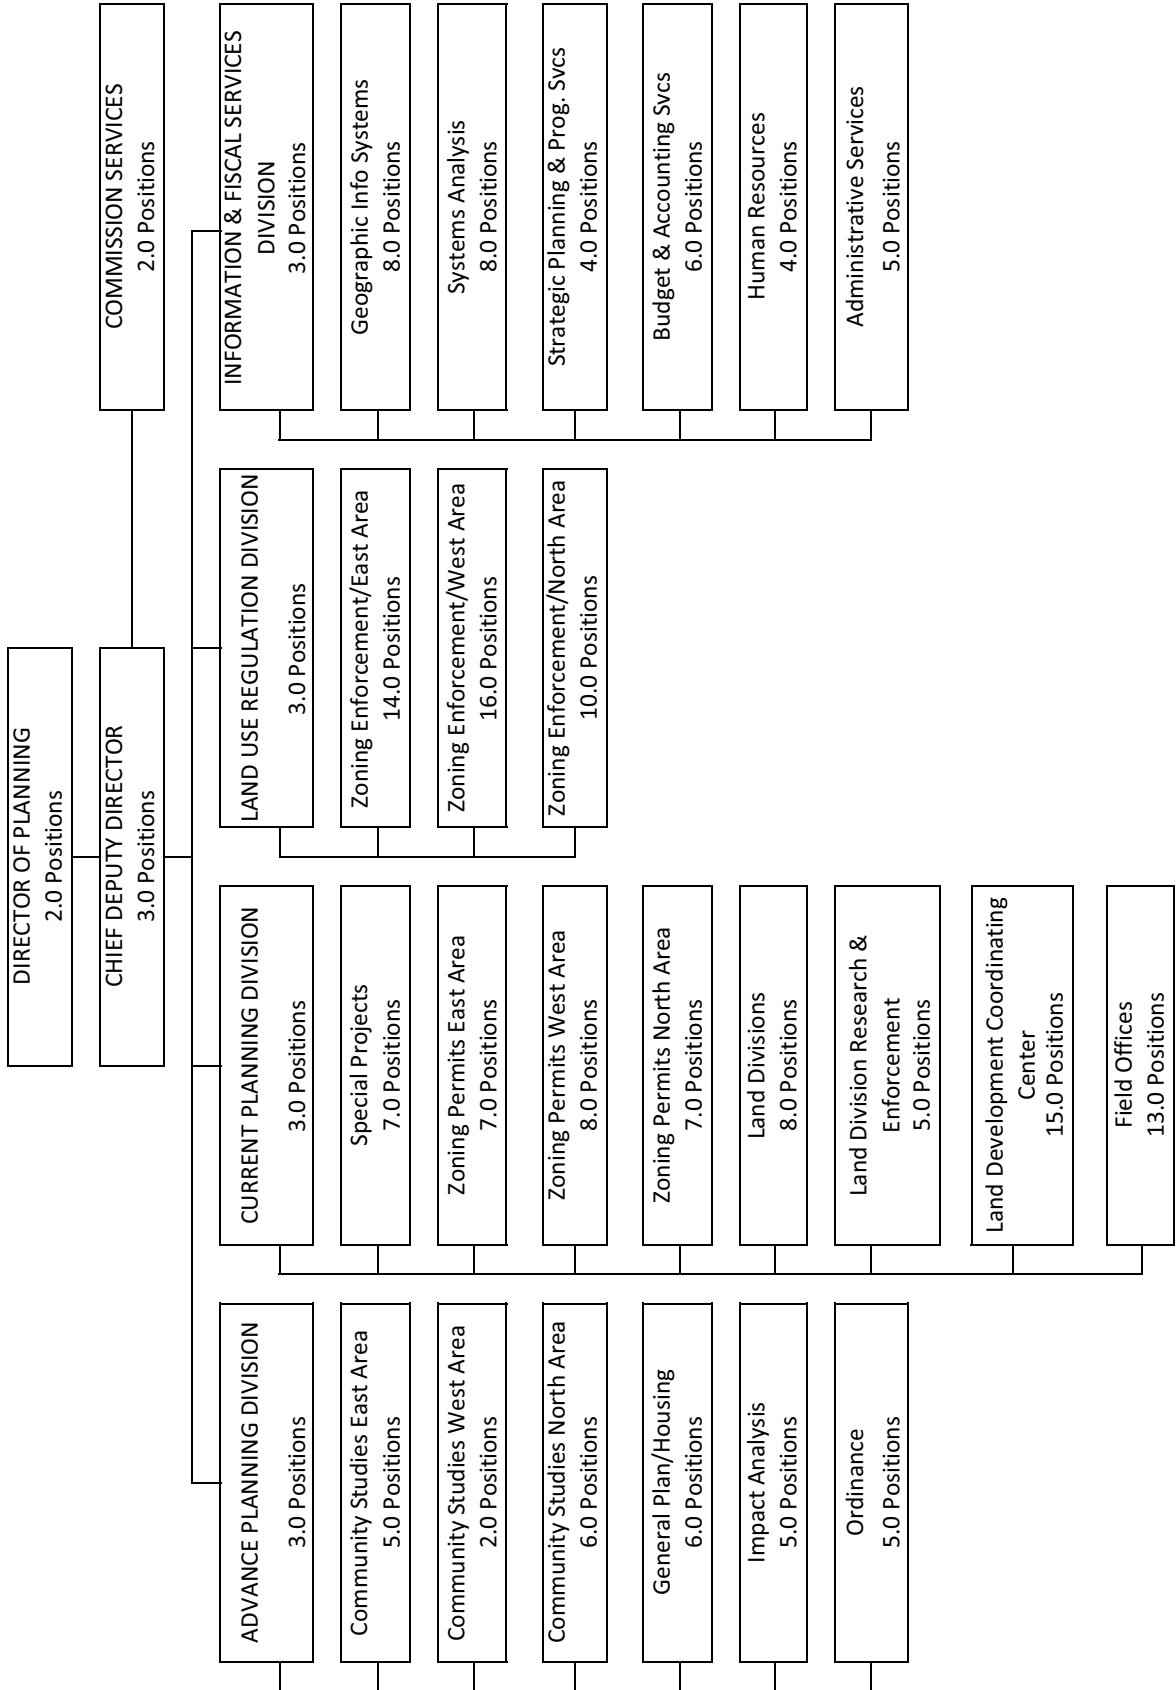 DIRECTOR OF PLANNING
2.0 Positions
CHIEF DEPUTY DIRECTOR
3.0 Positions
COMMISSION SERVICES
2.0 Positions
ADVANCE PLANNING DIVISION
3.0 Positions
Community Studies East Area
5.0 Positions
Community Studies West Area
2.0 Positions
Community Studies North Area
6.0 Positions
General Plan/Housing
6.0 Positions
Impact Analysis
5.0 Positions
Ordinance
5.0 Positions
CURRENT PLANNING DIVISION
3.0 Positions
Special Projects
7.0 Positions
Zoning Permits East Area
7.0 Positions
Zoning Permits West Area
8.0 Positions
Zoning Permits North Area
7.0 Positions
Land Divisions
8.0 Positions
Land Division Research &
Enforcement
5.0 Positions
Land Development Coordinating
Center
15.0 Positions
Field Offices
13.0 Positions
LAND USE REGULATION DIVISION
3.0 Positions
Zoning Enforcement/East Area
14.0 Positions
Zoning Enforcement/West Area
16.0 Positions
Zoning Enforcement/North Area
10.0 Positions
INFORMATION & FISCAL SERVICES
DIVISION
3.0 Positions
Geographic Info Systems
8.0 Positions
Systems Analysis
8.0 Positions
Strategic Planning & Prog. Svcs
4.0 Positions
Budget & Accounting Svcs
6.0 Positions
Human Resources
4.0 Positions
Administrative Services
5.0 Positions